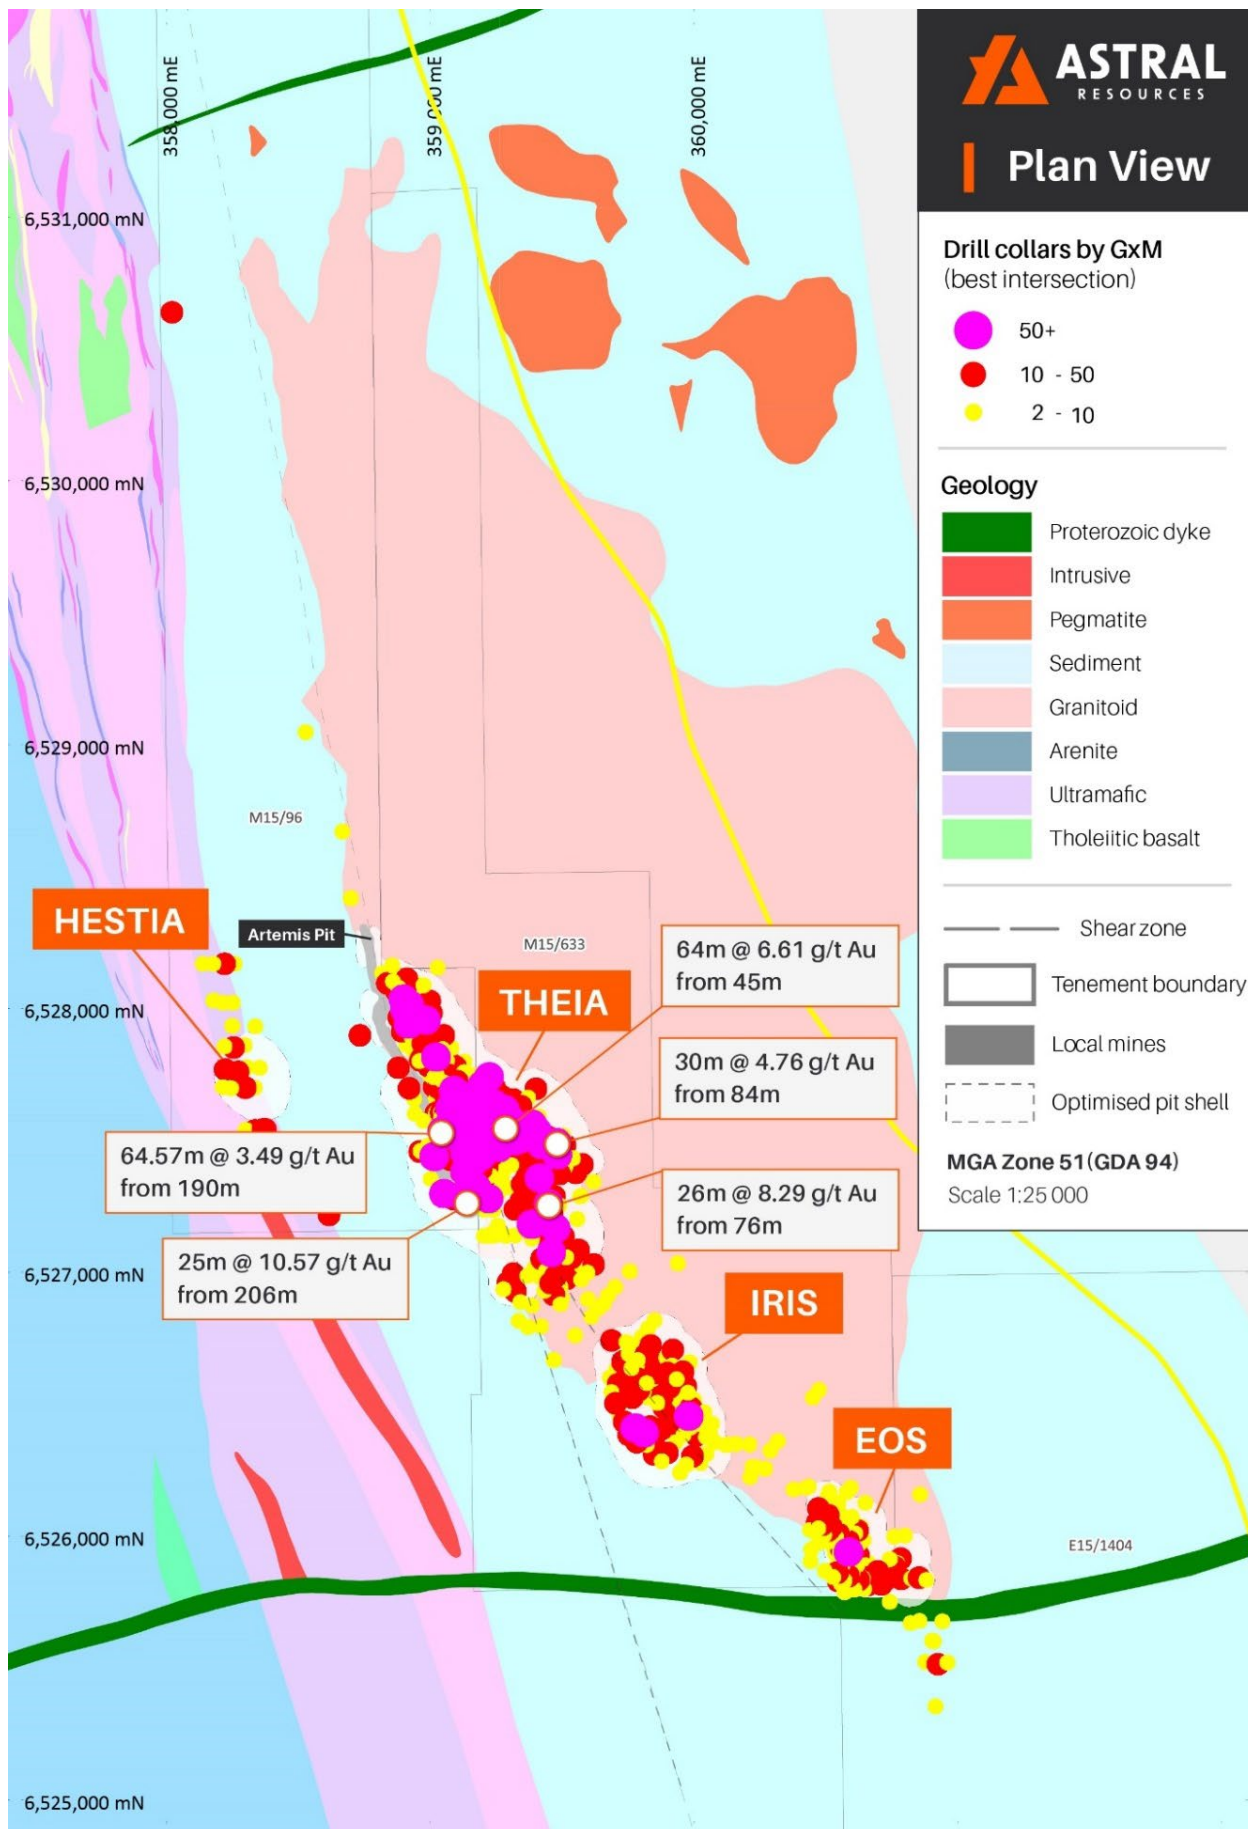 ASTRAL
RESOURCES
Plan View
Drill collars by GxM
(best intersection)
50+
10 - 50
2 - 10
Geology
Proterozoic dyke
Intrusive
Pegmatite
Sediment
Granitoid
Arenite
Ultramafic
Tholeiitic basalt
Shear zone
Tenement boundary
Local mines
Optimised pit shell
MGA Zone 51(GDA 94)
Scale 1:25 000
358,000 mE
359,000 mE
360,000 mE
6,531,000 mN
6,530,000 mN
6,529,000 mN
M15/96
HESTIA
Artemis Pit
M15/633
64m @ 6.61 g/t Au
from 45m
THEIA
6,528,000 mN
30m @ 4.76 g/t Au
from 84m
64.57m @ 3.49 g/t Au
from 190m
26m @ 8.29 g/t Au
from 76m
25m @ 10.57 g/t Au
from 206m
6,527,000 mN
IRIS
EOS
6,526,000 mN
E15/1404
6,525,000 mN